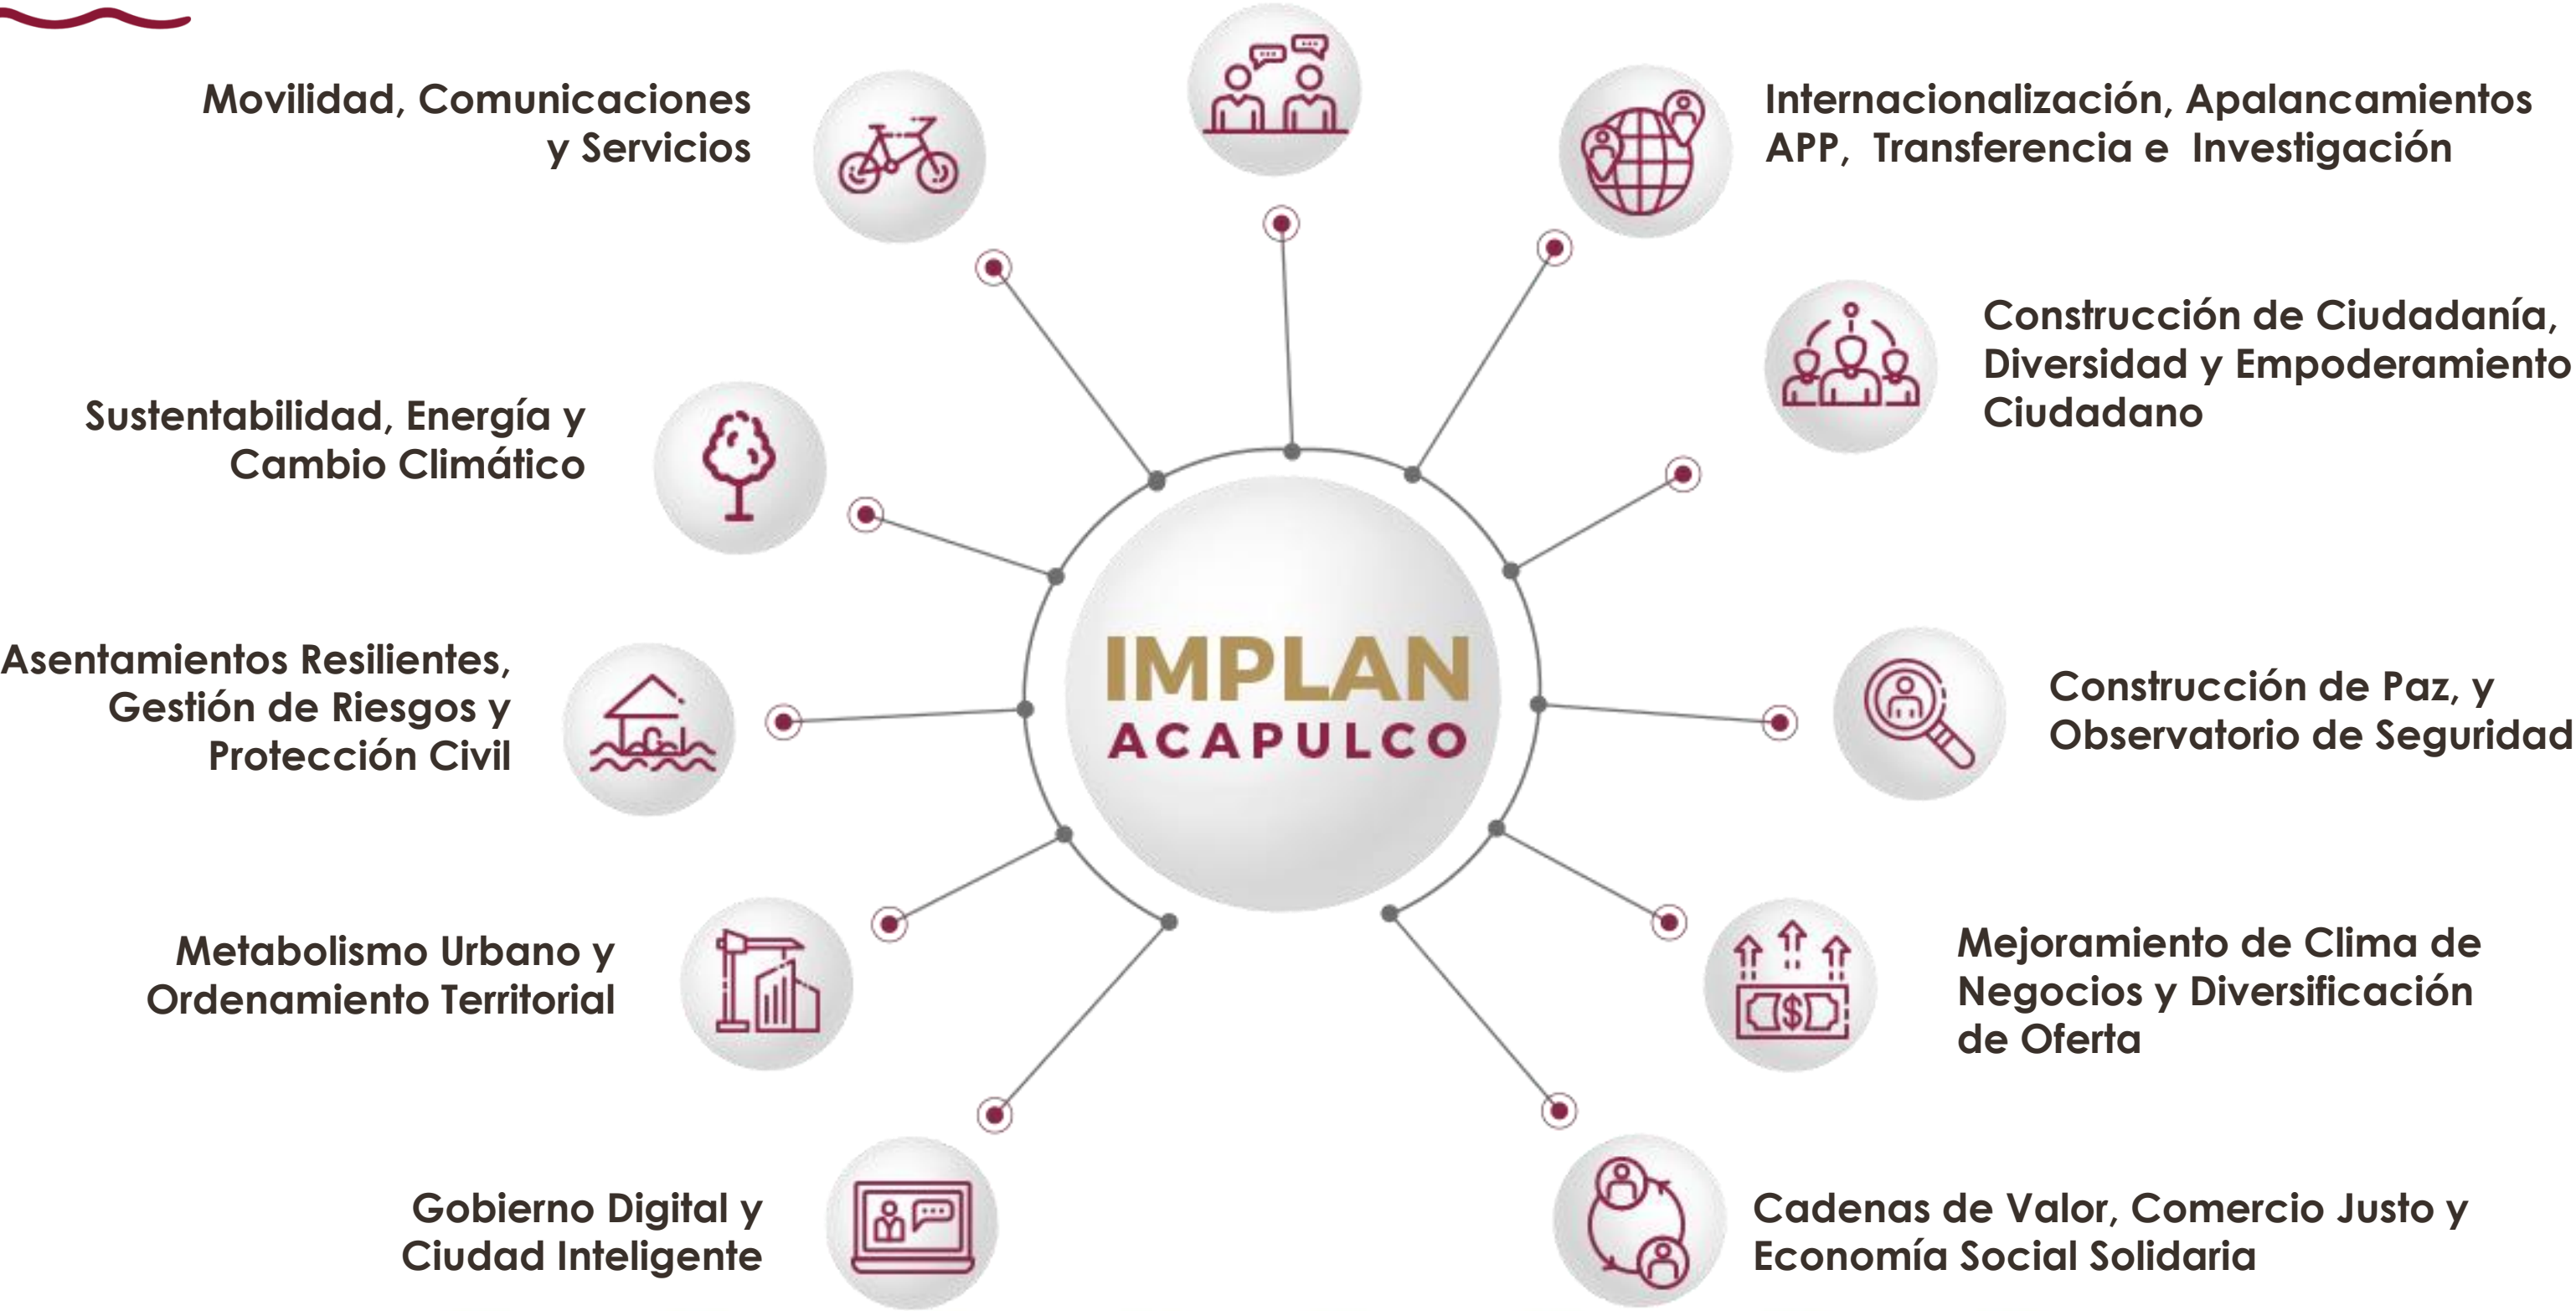 Movilidad, Comunicaciones
y Servicios
Internacionalización, Apalancamientos
APP, Transferencia e Investigación
Construcción de Ciudadanía,
Diversidad y Empoderamiento
Ciudadano
Sustentabilidad, Energía y
Cambio Climático
Asentamientos Resilientes,
Gestión de Riesgos y
Protección Civil
IMPLAN
ACAPULCO
Construcción de Paz, y
Observatorio de Seguridad
Metabolismo Urbano y
Ordenamiento Territorial
Mejoramiento de Clima de
Negocios y Diversificación
de Oferta
Gobierno Digital y
Ciudad Inteligente
Cadenas de Valor, Comercio Justo y
Economía Social Solidaria